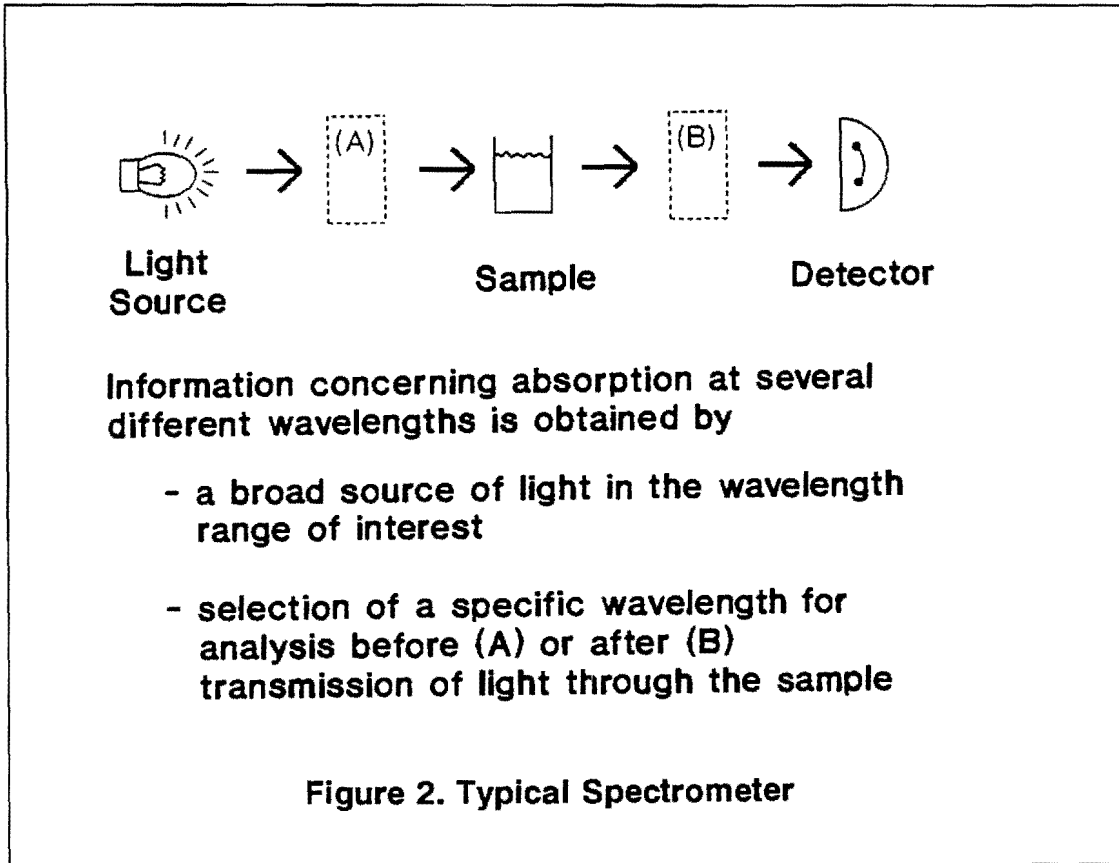 (A)
(B)
Light
Source
Sample
Detector
Information concerning absorption at several
different wavelengths is obtained by
- a broad source of light in the wavelength
range of interest
- selection of a specific wavelength for
analysis before (A) or after (B)
transmission of light through the sample
Figure 2. Typical Spectrometer